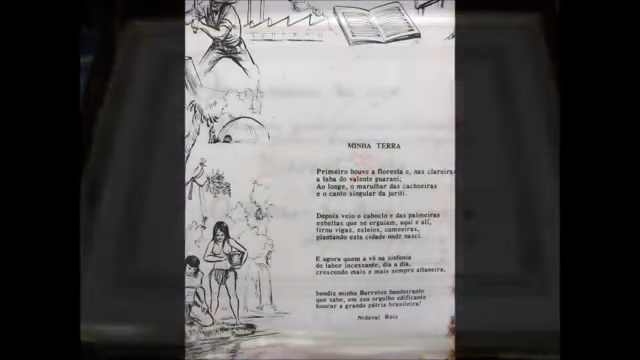 MINHA TERRA
Primeiro houve a floresta e, nas clareiras
a taba do valente guarani;
Ao longe, o marulhar das cachoeiras
e o canto singular da juriti.
Depois veio o caboclo e das palmeiras
esbeltas que se erguiam, aqui e ali,
tirou vigas, esteios, cumeeiras,
plantando esta cidade onde nasci.
E agora quem a vê na sinfonia
do labor incessante, dia a dia,
crescendo mais e mais sempre altaneira,
bendiz minha Barretos bandeirante
que sabe, em seu orgulho edificante
honrar a grande pátria brasileira!
Nidoval Reis